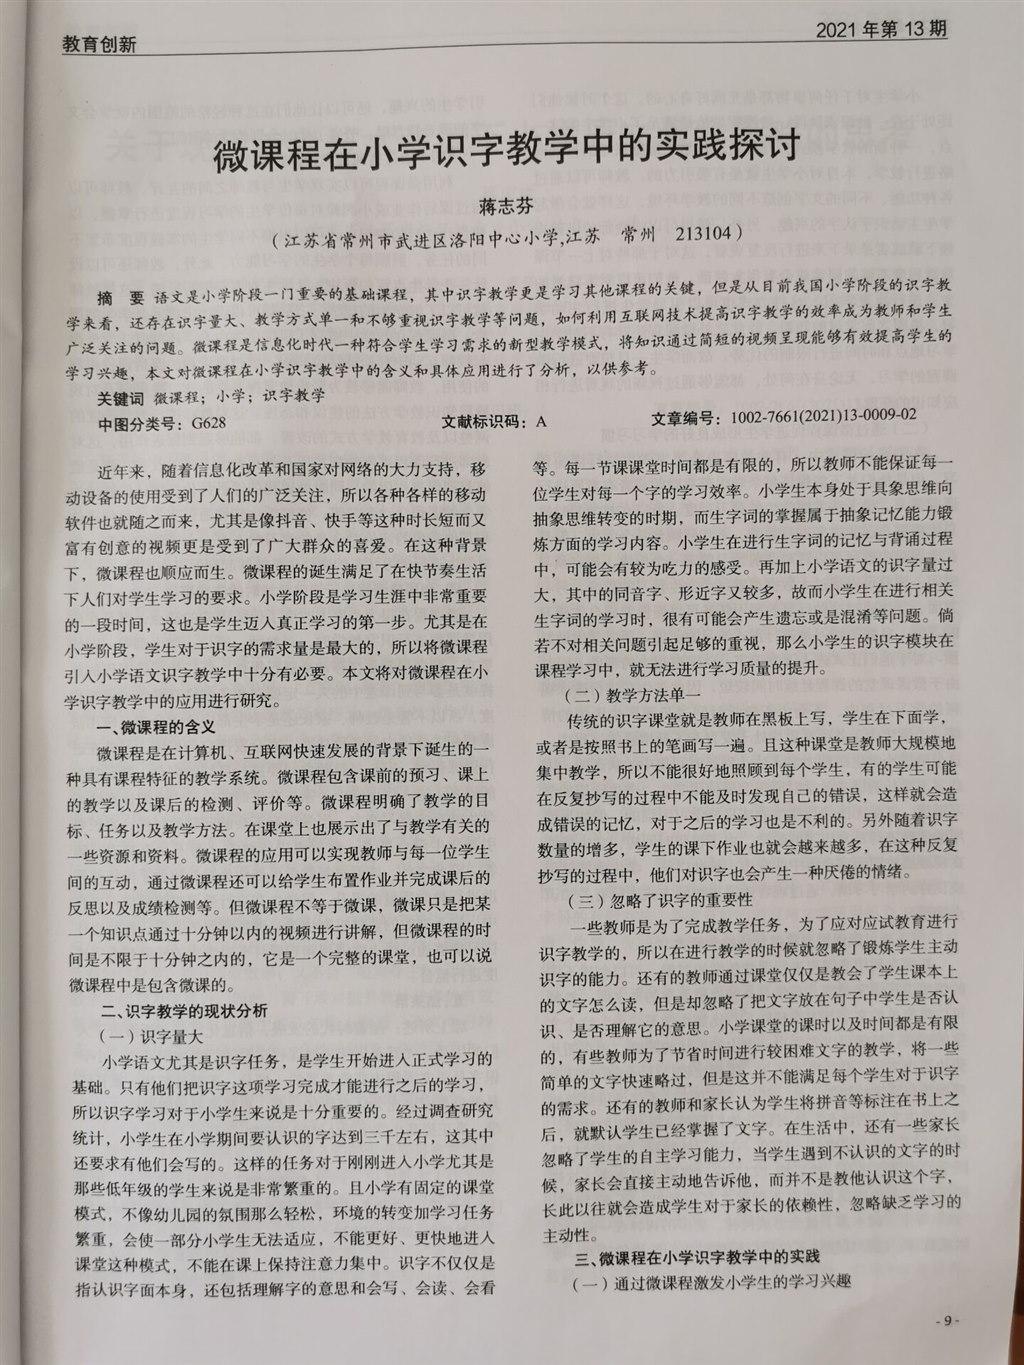 教育创新
2021年第13期
微课程在小学识字教学中的实践探讨
蒋志芬
(江苏省常州市武进区洛阳中心小学,江苏 常州 213104)
摘 要 语文是小学阶段一门重要的基础课程，其中识字教学更是学习其他课程的关键，但是从目前我国小学阶段的识字教
学来看，还存在识字量大、教学方式单一和不够重视识字教学等问题，如何利用互联网技术提高识字教学的效率成为教师和学生
广泛关注的问题。微课程是信息化时代一种符合学生学习需求的新型教学模式，将知识通过简短的视频呈现能够有效提高学生的
学习兴趣，本文对微课程在小学识字教学中的含义和具体应用进行了分析，以供参考。
关键词 微课程；小学；识字教学
中图分类号：G628 文献标识码：A 文章编号：1002-7661(2021)13-0009-02
近年来，随着信息化改革和国家对网络的大力支持，移
动设备的使用受到了人们的广泛关注，所以各种各样的移动
软件也就随之而来，尤其是像抖音、快手等这种时长短而又
富有创意的视频更是受到了广大群众的喜爱。在这种背景
下，微课程也顺应而生。微课程的诞生满足了在快节奏生活
下人们对学生学习的要求。小学阶段是学习生涯中非常重要
的一段时间，这也是学生迈入真正学习的第一步。尤其是在
小学阶段，学生对于识字的需求量是最大的，所以将微课程
引入小学语文识字教学中十分有必要。本文将对微课程在小
学识字教学中的应用进行研究。
一、微课程的含义
微课程是在计算机、互联网快速发展的背景下诞生的一
种具有课程特征的教学系统。微课程包含课前的预习、课上
的教学以及课后的检测、评价等。微课程明确了教学的目
标、任务以及教学方法。在课堂上也展示出了与教学有关的
一些资源和资料。微课程的应用可以实现教师与每一位学生
间的互动，通过微课程还可以给学生布置作业并完成课后的
反思以及成绩检测等。但微课程不等于微课，微课只是把某
一个知识点通过十分钟以内的视频进行讲解，但微课程的时
间是不限于十分钟之内的，它是一个完整的课堂，也可以说
微课程中是包含微课的。
二、识字教学的现状分析
（一）识字量大
小学语文尤其是识字任务，是学生开始进入正式学习的
基础。只有他们把识字这项学习完成才能进行之后的学习，
所以识字学习对于小学生来说是十分重要的。经过调查研究
统计，小学生在小学期间要认识的字达到三千左右，这其中
还要求有他们会写的。这样的任务对于刚刚进入小学尤其是
那些低年级的学生来说是非常繁重的。且小学有固定的课堂
模式，不像幼儿园的氛围那么轻松，环境的转变加学习任务
繁重，会使一部分小学生无法适应，不能更好、更快地进入
课堂这种模式，不能在课上保持注意力集中。识字不仅仅是
指认识字面本身，还包括理解字的意思和会写、会读、会看
等。每一节课课堂时间都是有限的，所以教师不能保证每一
位学生对每一个字的学习效率。小学生本身处于具象思维向
抽象思维转变的时期，而生字词的掌握属于抽象记忆能力锻
炼方面的学习内容。小学生在进行生字词的记忆与背诵过程
中，可能会有较为吃力的感受。再加上小学语文的识字量过
大，其中的同音字、形近字又较多，故而小学生在进行相关
生字词的学习时，很有可能会产生遗忘或是混淆等问题。倘
若不对相关问题引起足够的重视，那么小学生的识字模块在
课程学习中，就无法进行学习质量的提升。
（二）教学方法单一
传统的识字课堂就是教师在黑板上写，学生在下面学，
或者是按照书上的笔画写一遍。且这种课堂是教师大规模地
集中教学，所以不能很好地照顾到每个学生，有的学生可能
在反复抄写的过程中不能及时发现自己的错误，这样就会造
成错误的记忆，对于之后的学习也是不利的。另外随着识字
数量的增多，学生的课下作业也就会越来越多，在这种反复
抄写的过程中，他们对识字也会产生一种厌倦的情绪。
（三）忽略了识字的重要性
一些教师是为了完成教学任务，为了应对应试教育进行
识字教学的，所以在进行教学的时候就忽略了锻炼学生主动
识字的能力。还有的教师通过课堂仅仅是教会了学生课本上
的文字怎么读，但是却忽略了把文字放在句子中学生是否认
识、是否理解它的意思。小学课堂的课时以及时间都是有限
的，有些教师为了节省时间进行较困难文字的教学，将一些
简单的文字快速略过，但是这并不能满足每个学生对于识字
的需求。还有的教师和家长认为学生将拼音等标注在书上之
后，就默认学生已经掌握了文字。在生活中，还有一些家长
忽略了学生的自主学习能力，当学生遇到不认识的文字的时
候，家长会直接主动地告诉他，而并不是教他认识这个字，
长此以往就会造成学生对于家长的依赖性，忽略缺乏学习的
主动性。
三、微课程在小学识字教学中的实践
（一）通过微课程激发小学生的学习兴趣
- 9 -